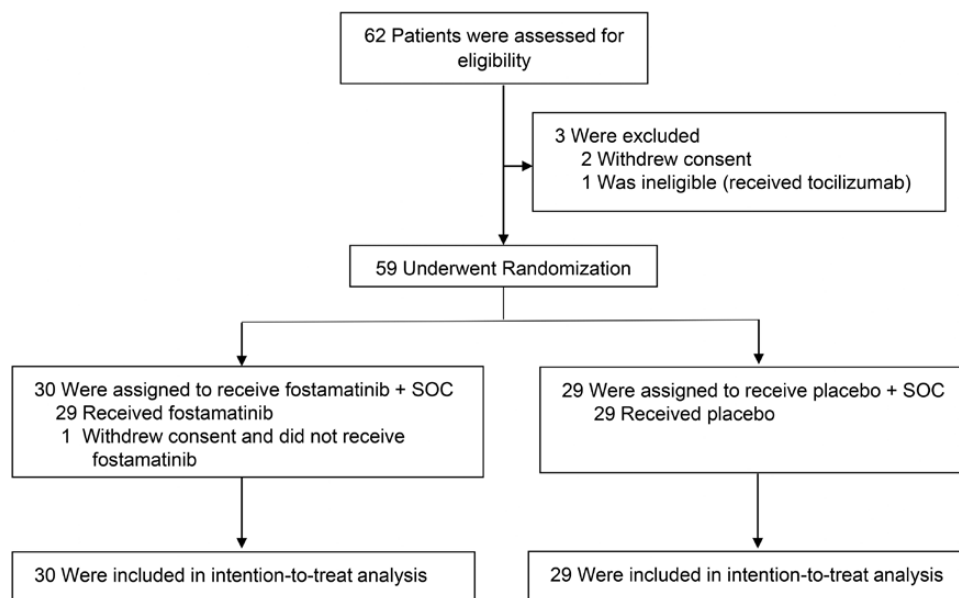 62 Patients were assessed for
eligibility
3 Were excluded
2 Withdrew consent
1 Was ineligible (received tocilizumab)
59 Underwent Randomization
30 Were assigned to receive fostamatinib + SOC
29 Received fostamatinib
1 Withdrew consent and did not receive
fostamatinib
29 Were assigned to receive placebo + SOC
29 Received placebo
30 Were included in intention-to-treat analysis
29 Were included in intention-to-treat analysis